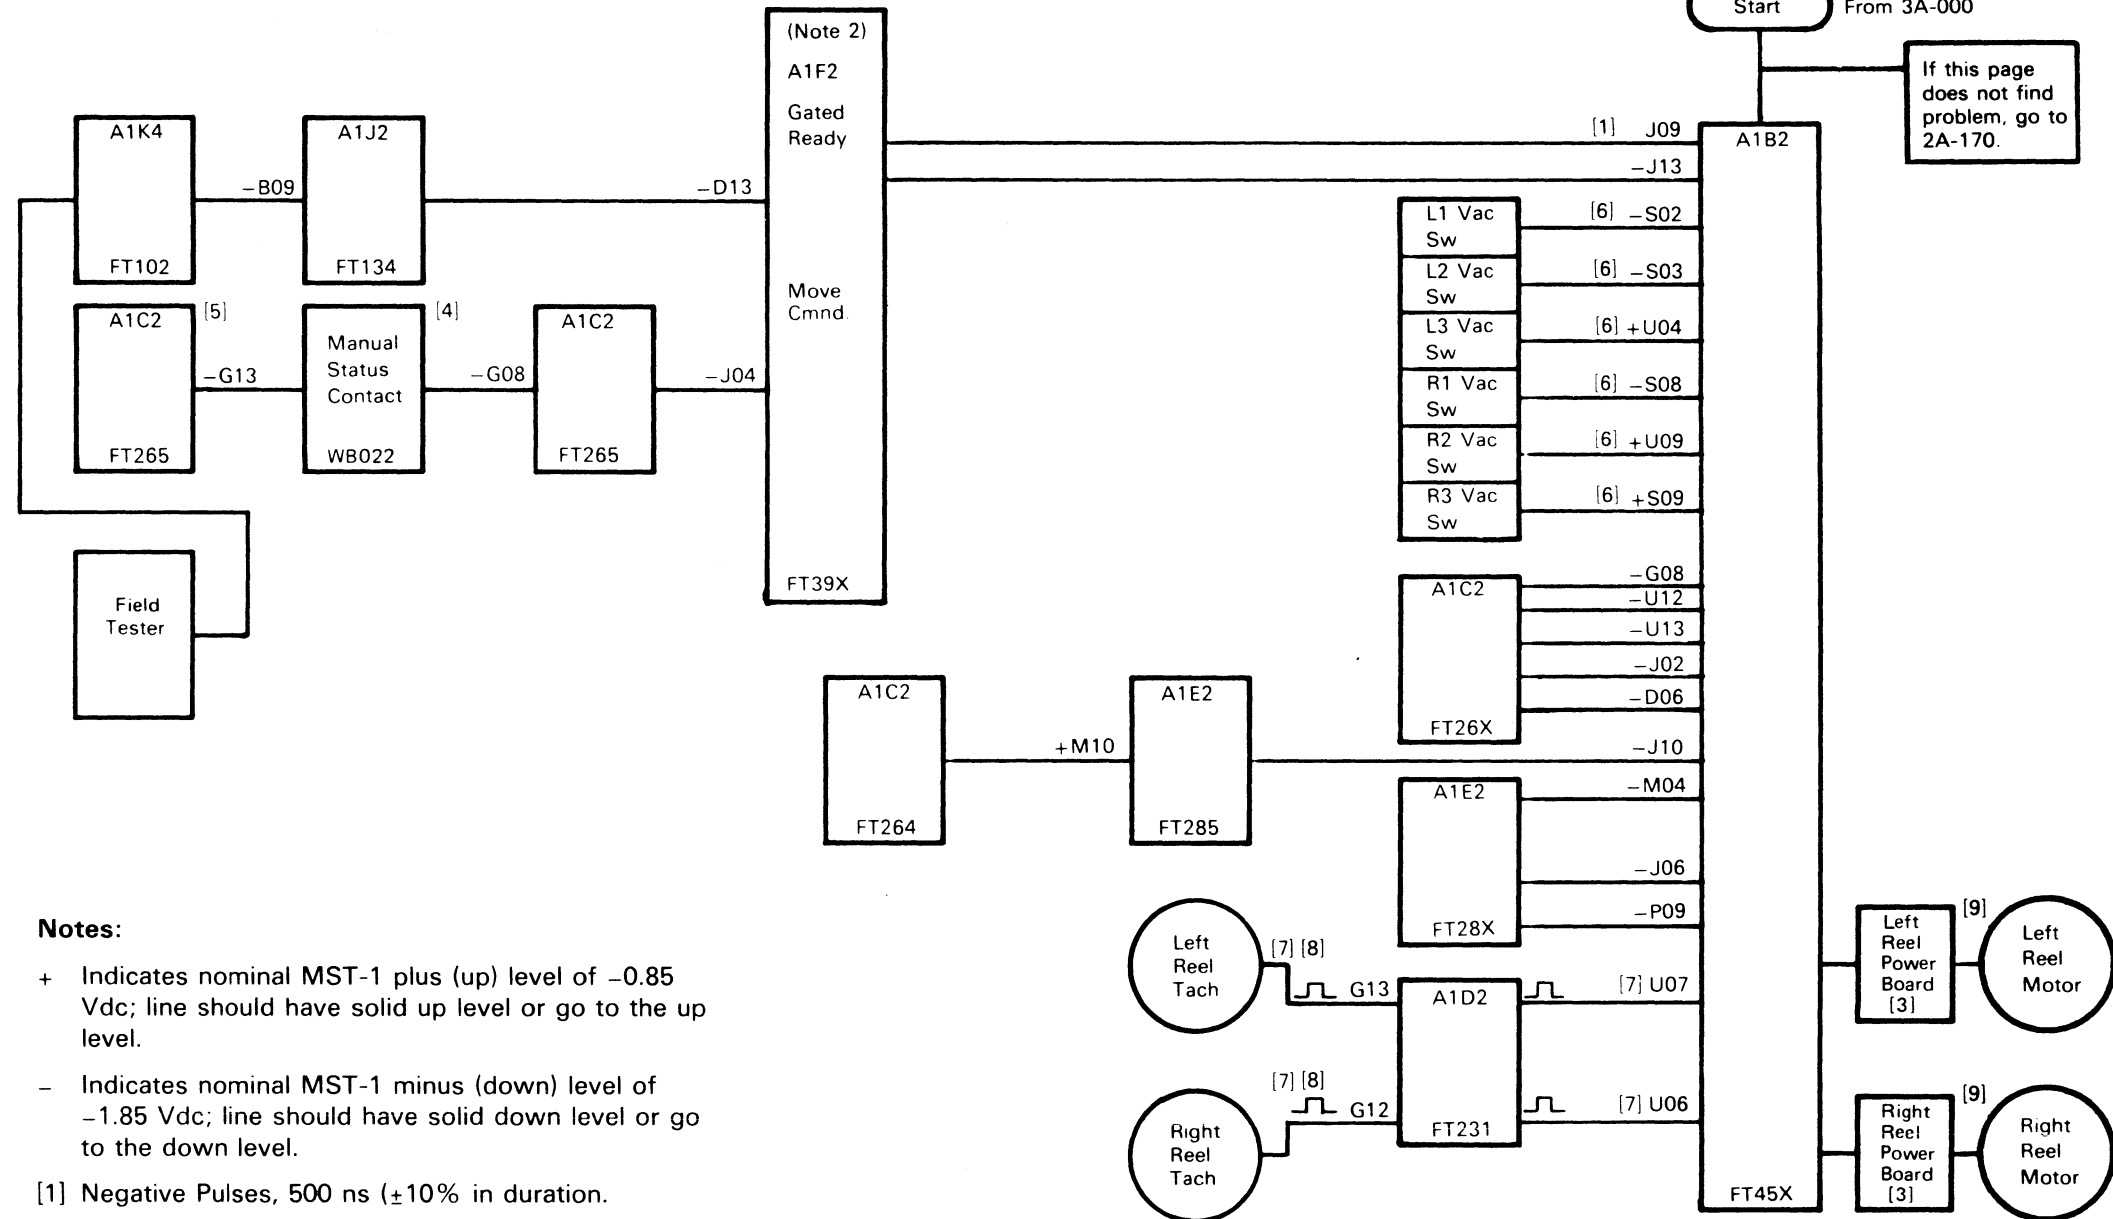 Start
From 3A-000
If this page
does not find
problem, go to
2A-170.
(Note 2)
A1F2
Gated
Ready
Move
Cmnd.
FT39X
A1K4
FT102
−B09
A1J2
FT134
−D13
A1C2
FT265
[5]
−G13
Manual
Status
Contact
WB022
[4]
−G08
A1C2
FT265
−J04
Field
Tester
[1] J09
−J13
A1B2
L1 Vac
Sw
[6] −S02
L2 Vac
Sw
[6] −S03
L3 Vac
Sw
[6] +U04
R1 Vac
Sw
[6] −S08
R2 Vac
Sw
[6] +U09
R3 Vac
Sw
[6] +S09
A1C2
FT26X
−G08
−U12
−U13
−J02
−D06
A1C2
FT264
+M10
A1E2
FT285
−J10
A1E2
FT28X
−M04
−J06
−P09
Left
Reel
Tach
[7] [8]
G13
A1D2
FT231
[7] U07
Right
Reel
Tach
[7] [8]
G12
[7] U06
FT45X
Left
Reel
Power
Board
[3]
[9]
Left
Reel
Motor
Right
Reel
Power
Board
[3]
[9]
Right
Reel
Motor
Notes:
+ Indicates nominal MST-1 plus (up) level of −0.85
Vdc; line should have solid up level or go to the up
level.
− Indicates nominal MST-1 minus (down) level of
−1.85 Vdc; line should have solid down level or go
to the down level.
[1] Negative Pulses, 500 ns (±10% in duration.